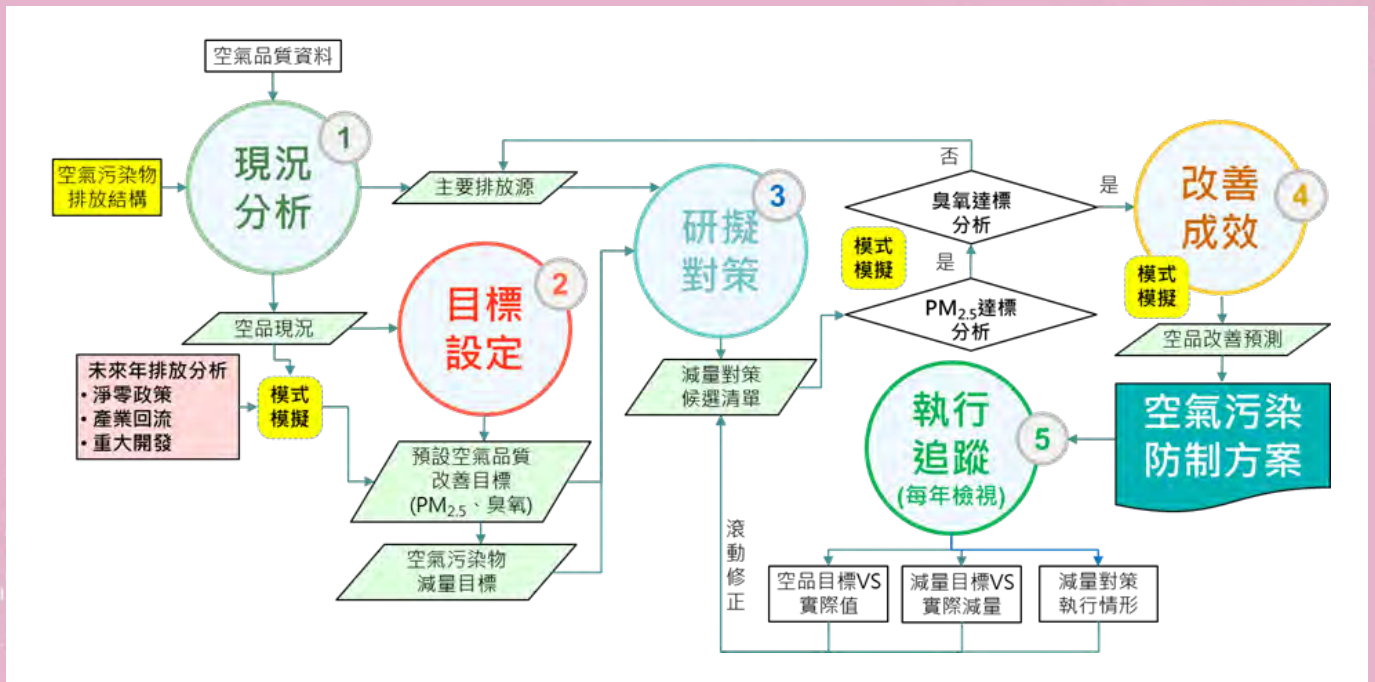 空氣品質資料
1
現況
分析
空氣污染物
排放結構
主要排放源
空品現況
未來年排放分析
• 淨零政策
• 產業回流
• 重大開發
模式
模擬
2
目標
設定
預設空氣品質
改善目標
(PM2.5、臭氧)
空氣污染物
減量目標
3
研擬
對策
減量對策
候選清單
否
臭氧達標
分析
是
模式
模擬
是
PM2.5達標
分析
4
改善
成效
模式
模擬
空品改善預測
空氣污染
防制方案
5
執行
追蹤
(每年檢視)
滾動修正
空品目標VS
實際值
減量目標VS
實際減量
減量對策
執行情形